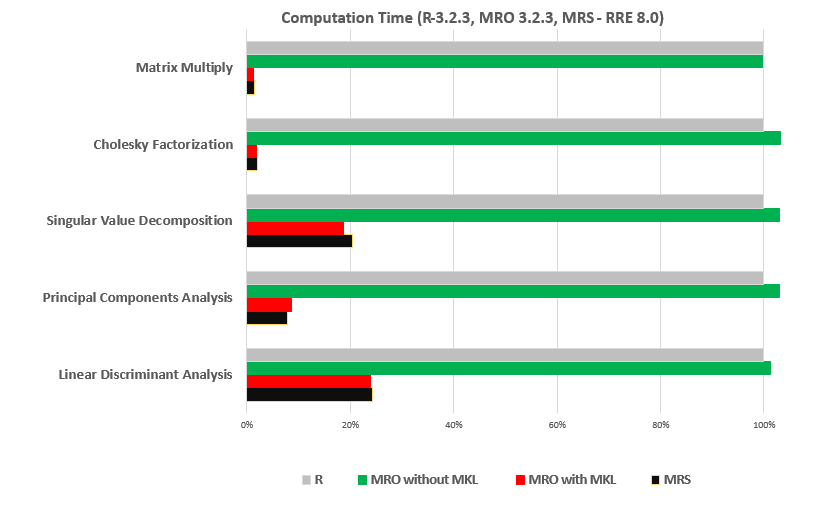 Computation Time (R-3.2.3, MRO 3.2.3, MRS - RRE 8.0)
Matrix Multiply
Cholesky Factorization
Singular Value Decomposition
Principal Components Analysis
Linear Discriminant Analysis
0% 20% 40% 60% 80% 100%
R MRO without MKL MRO with MKL MRS